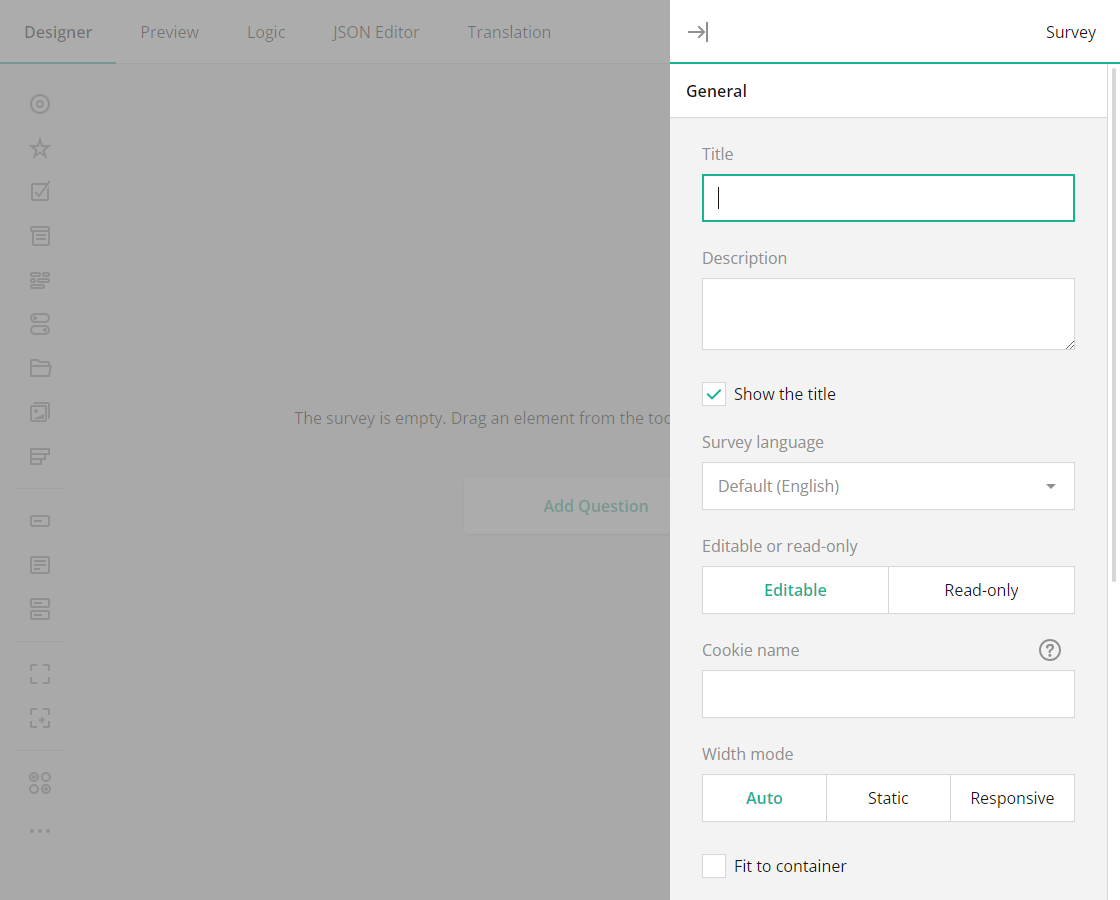 Designer Preview Logic JSON Editor Translation
The survey is empty. Drag an element from the
Add Question
Survey
General
Title
Description
Show the title
Survey language
Default (English)
Editable or read-only
Editable Read-only
Cookie name
?
Width mode
Auto Static Responsive
Fit to container